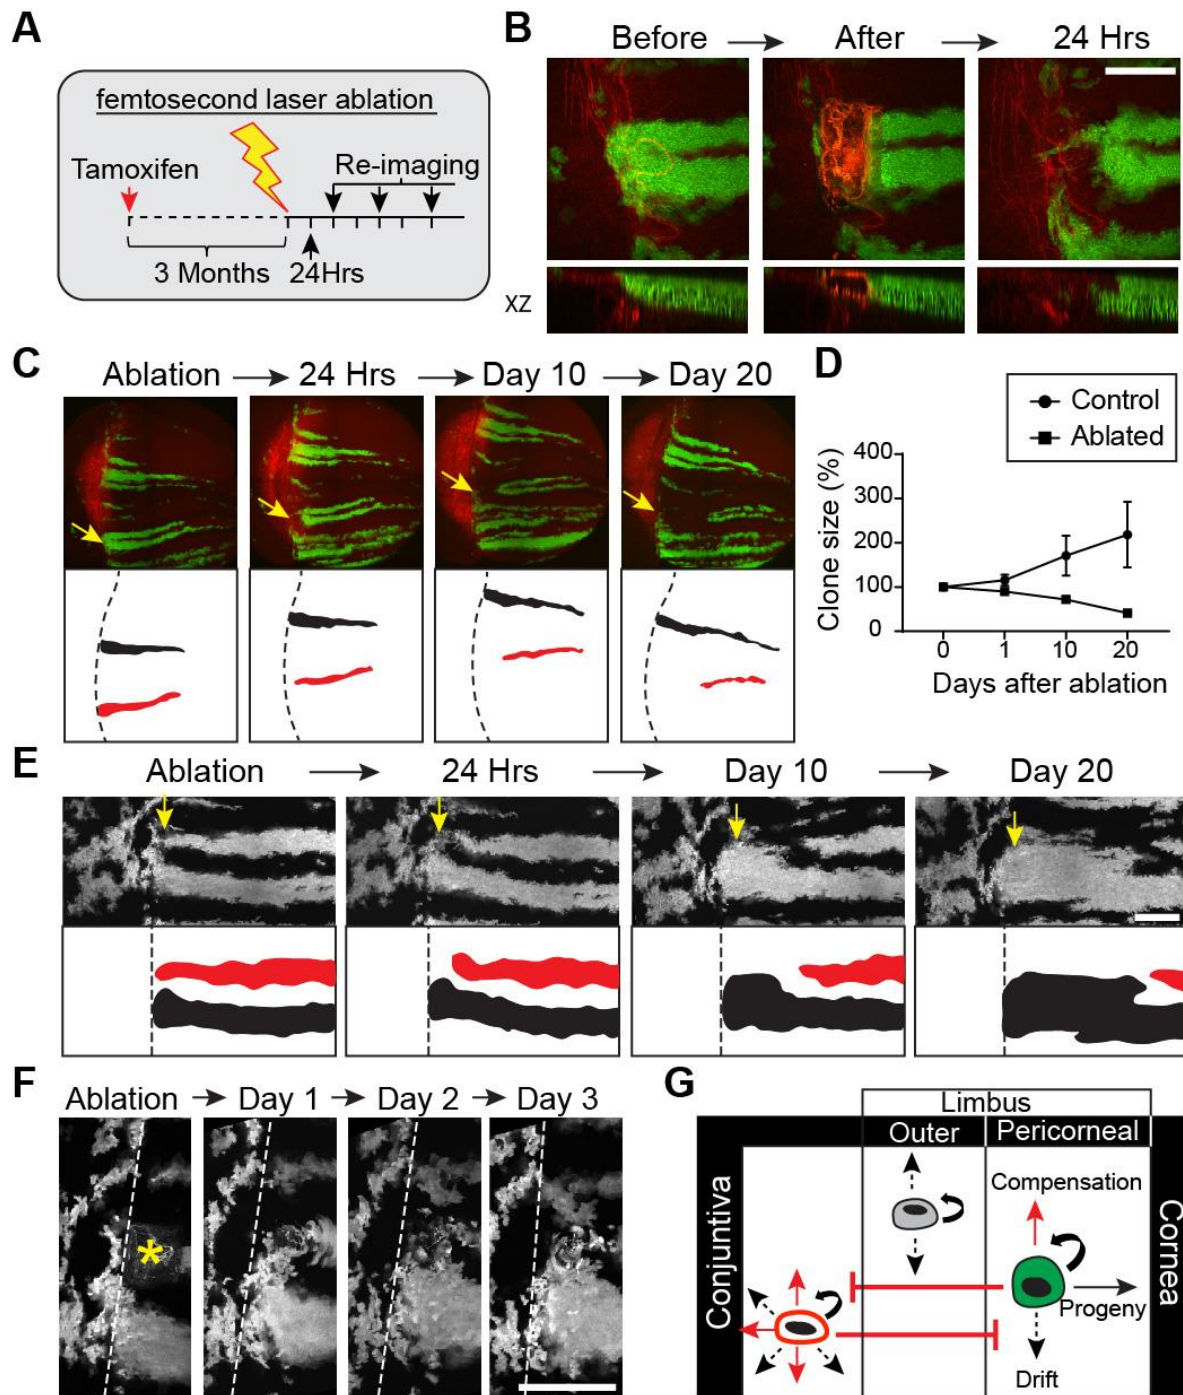 A
femtosecond laser ablation
Tamoxifen
Re-imaging
3 Months
24Hrs
B
Before
After
24 Hrs
XZ
C
Ablation
24 Hrs
Day 10
Day 20
D
Control
Ablated
Clone size (%)
400
300
200
100
0
0
1
10
20
Days after ablation
E
Ablation
24 Hrs
Day 10
Day 20
F
Ablation
Day 1
Day 2
Day 3
*
G
Limbus
Outer
Pericorneal
Conjuntiva
Compensation
Progeny
Drift
Cornea